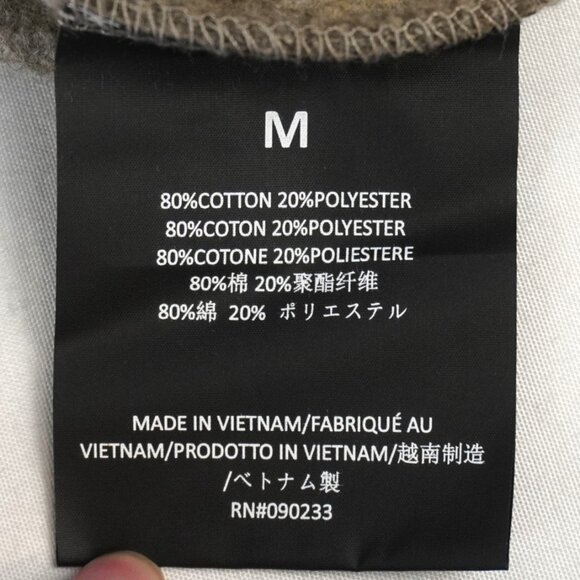 M
80%COTTON 20%POLYESTER
80%COTON 20%POLYESTER
80%COTONE 20%POLIESTERE
80%棉 20%聚酯纤维
80%綿 20% ポリエステル
MADE IN VIETNAM/FABRIQUÉ AU
VIETNAM/PRODOTTO IN VIETNAM/越南制造
/ベトナム製
RN#090233